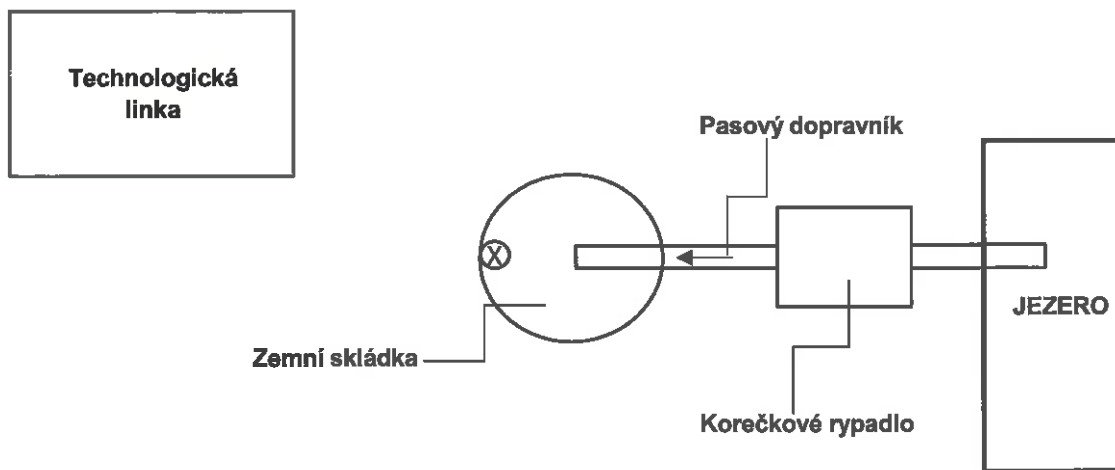 Technologická
linka
Pasový dopravník
X
JEZERO
Zemní skládka
Korečkové rypadlo